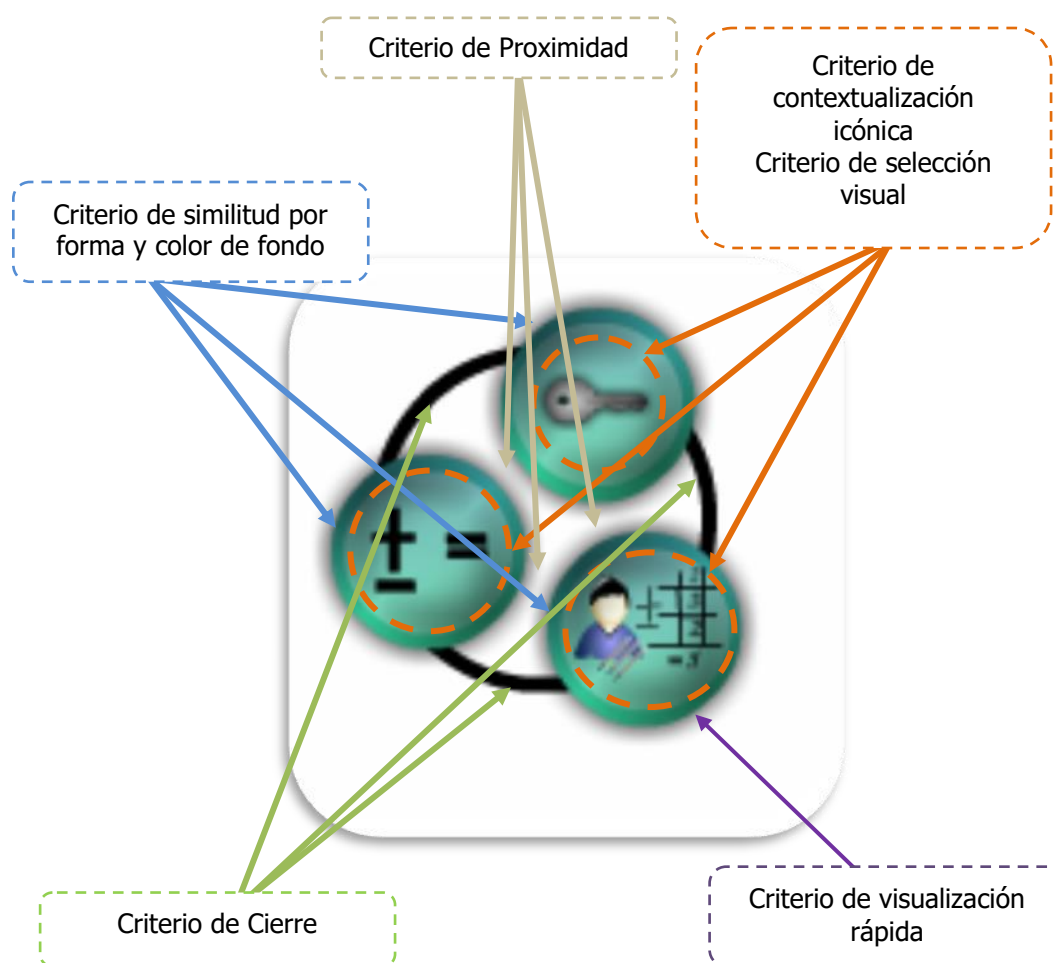 Criterio de Proximidad
Criterio de
contextualización
icónica
Criterio de selección
visual
Criterio de similitud por
forma y color de fondo
+
- =
Criterio de Cierre
Criterio de visualización
rápida